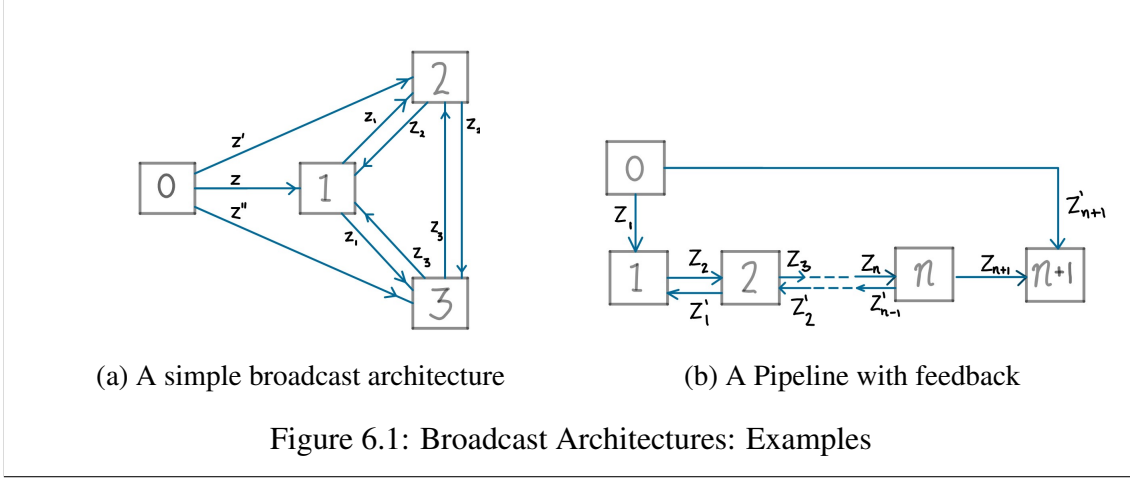 2
z₁
z₂
z₂
z'
0
z
1
z"
z₁
z₃
z₃
3
0
z₁
z'ₙ₊₁
1
z₂
2
z₃
zₙ
n
zₙ₊₁
n+1
z'₁
z'₂
z'ₙ₋₁
(a) A simple broadcast architecture
(b) A Pipeline with feedback
Figure 6.1: Broadcast Architectures: Examples